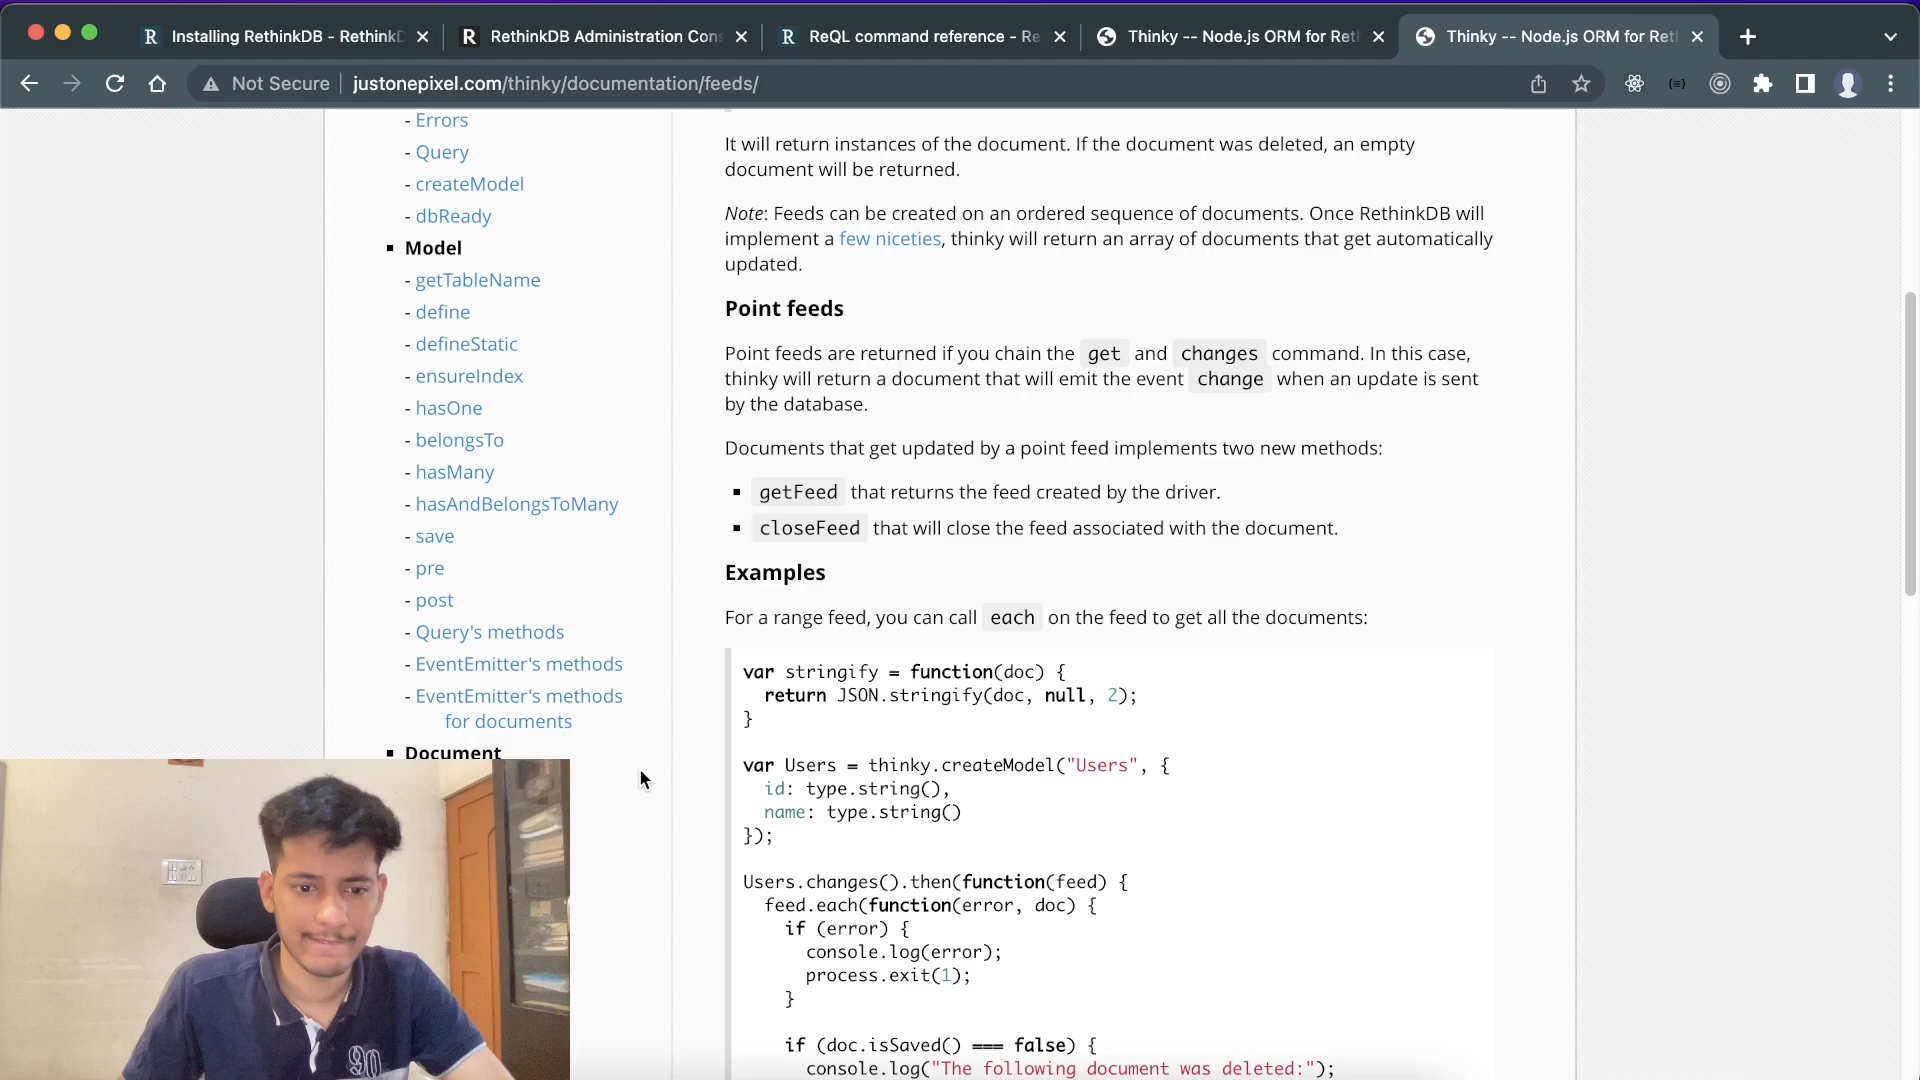 Installing RethinkDB - RethinkD
RethinkDB Administration Cons
ReQL command reference - Re
Thinky -- Node.js ORM for Reth
Thinky -- Node.js ORM for Reth
Not Secure
justonepixel.com/thinky/documentation/feeds/
- Errors
- Query
- createModel
- dbReady
Model
- getTableName
- define
- defineStatic
- ensureIndex
- hasOne
- belongsTo
- hasMany
- hasAndBelongsToMany
- save
- pre
- post
- Query's methods
- EventEmitter's methods
- EventEmitter's methods
for documents
Document
It will return instances of the document. If the document was deleted, an empty
document will be returned.
Note: Feeds can be created on an ordered sequence of documents. Once RethinkDB will
implement a few niceties, thinky will return an array of documents that get automatically
updated.
Point feeds
Point feeds are returned if you chain the get and changes command. In this case,
thinky will return a document that will emit the event change when an update is sent
by the database.
Documents that get updated by a point feed implements two new methods:
getFeed that returns the feed created by the driver.
closeFeed that will close the feed associated with the document.
Examples
For a range feed, you can call each on the feed to get all the documents:
var stringify = function(doc) {
return JSON.stringify(doc, null, 2);
}
var Users = thinky.createModel("Users", {
id: type.string(),
name: type.string()
});
Users.changes().then(function(feed) {
feed.each(function(error, doc) {
if (error) {
console.log(error);
process.exit(1);
}
if (doc.isSaved() === false) {
console.log("The following document was deleted:");
90